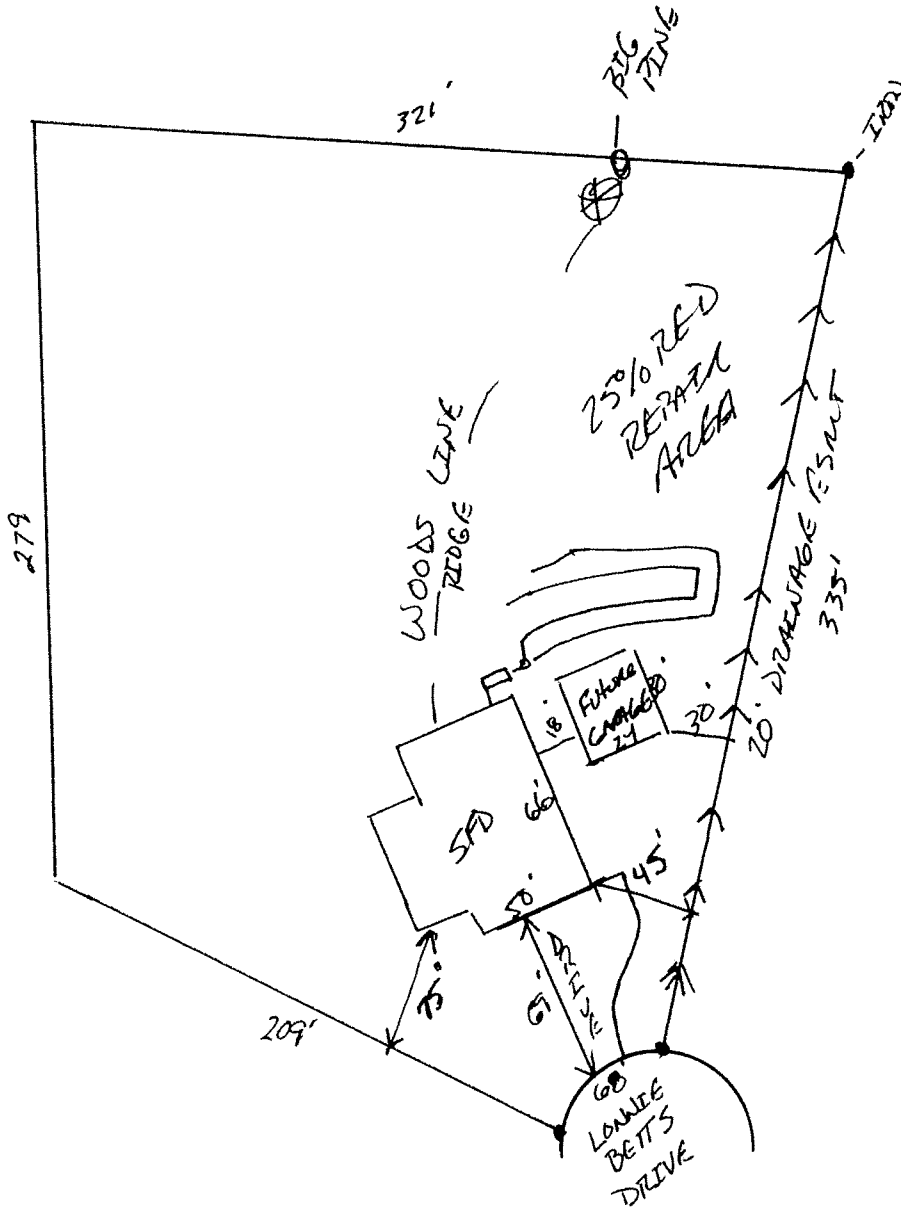 321'
BIG
PINE
IRON
25% RED
REPAIR
AREA
WOODS LINE
RIDGE
279
20' DRAINAGE ESMT
335'
FUTURE
GARAGE
24
30'
18'
SFD
66'
50'
45'
75'
DRIVE
209'
68
LONNIE
BETTS
DRIVE